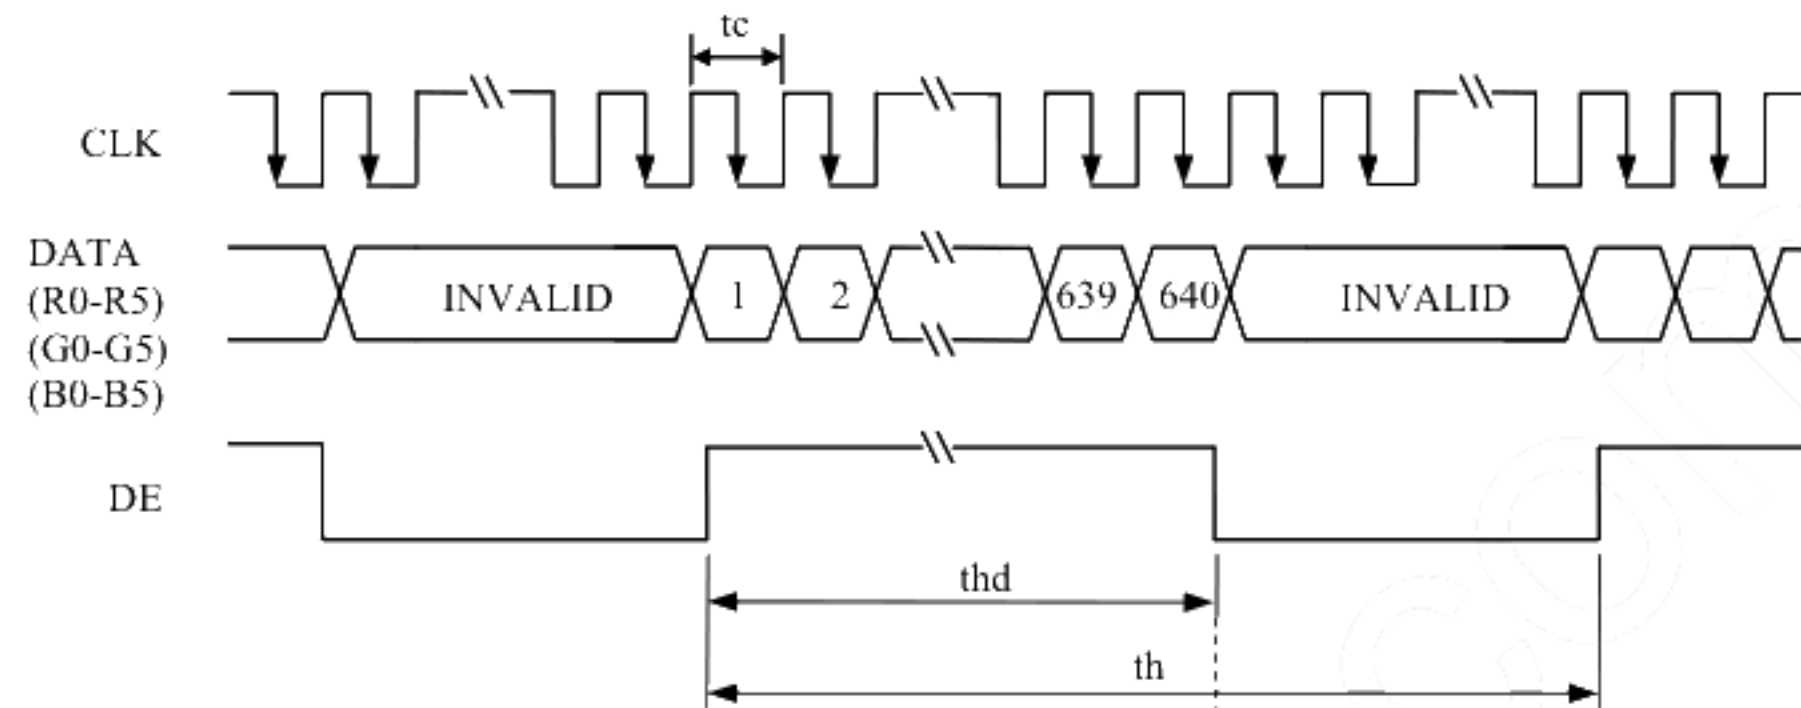 tc
CLK
DATA
(R0-R5)
(G0-G5)
(B0-B5)
INVALID 1 2 639 640 INVALID
DE
thd
th